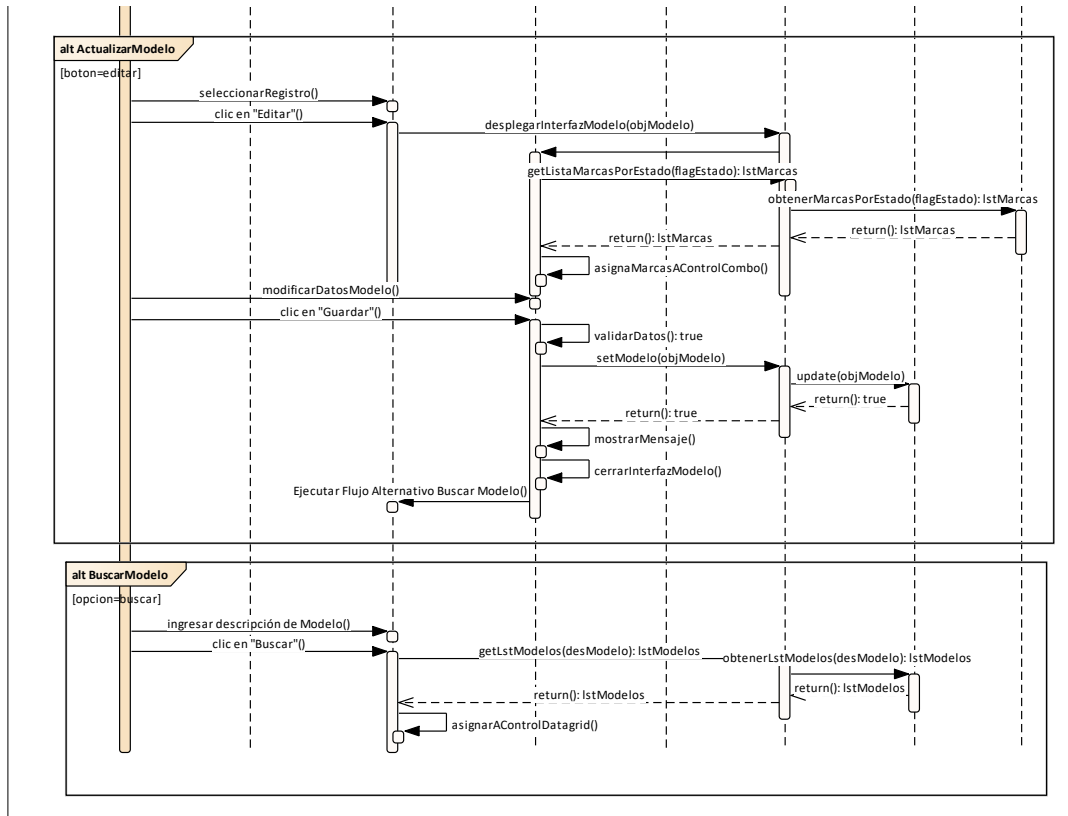 alt ActualizarModelo
[boton=editar]
seleccionarRegistro()
clic en "Editar"()
desplegarInterfazModelo(objModelo)
getListaMarcasPorEstado(flagEstado): lstMarcas
obtenerMarcasPorEstado(flagEstado): lstMarcas
return(): lstMarcas
return(): lstMarcas
asignaMarcasAControlCombo()
modificarDatosModelo()
clic en "Guardar"()
validarDatos(): true
setModelo(objModelo)
update(objModelo)
return(): true
return(): true
mostrarMensaje()
cerrarInterfazModelo()
Ejecutar Flujo Alternativo Buscar Modelo()
alt BuscarModelo
[opcion=buscar]
ingresar descripción de Modelo()
clic en "Buscar"()
getLstModelos(desModelo): lstModelos
obtenerLstModelos(desModelo): lstModelos
return(): lstModelos
return(): lstModelos
asignarAControlDatagrid()